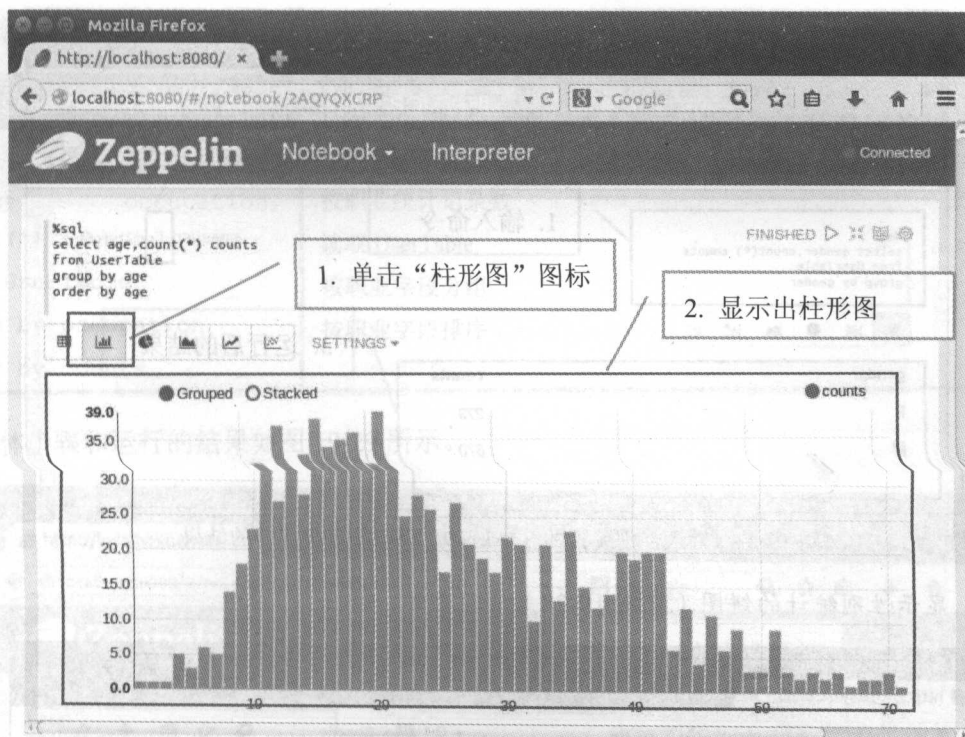 Mozilla Firefox
http://localhost:8080/
localhost:8080/#/notebook/2AQYQXCRP
Google
Zeppelin
Notebook
Interpreter
Connected
%sql
select age,count(*) counts
from UserTable
group by age
order by age
FINISHED
1. 单击“柱形图”图标
2. 显示出柱形图
SETTINGS
Grouped
Stacked
counts
39.0
35.0
30.0
25.0
20.0
15.0
10.0
5.0
0.0
10
20
30
40
50
70